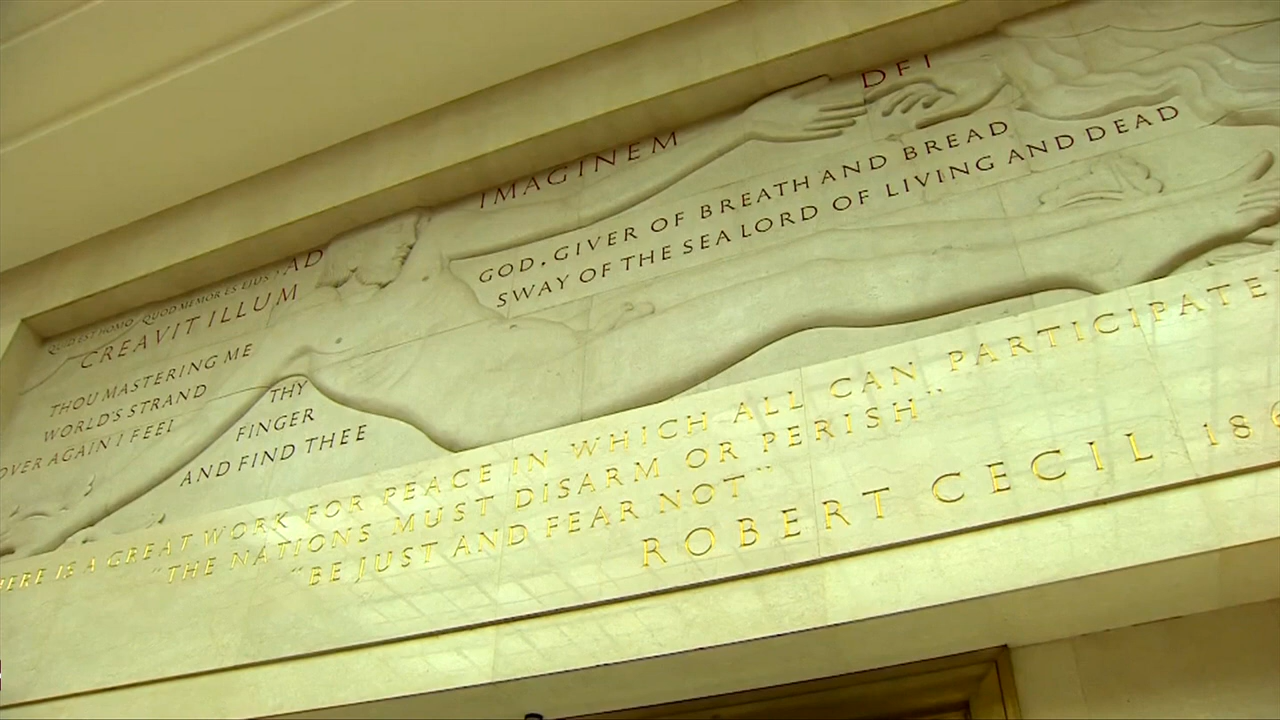 QUID EST HOMO, QUOD MEMOR ES EIUS?
AD IMAGINEM DEI
CREAVIT ILLUM
THOU MASTERING ME
WORLD'S STRAND
OVER AGAIN I FEEL
THY
FINGER
AND FIND THEE
GOD, GIVER OF BREATH AND BREAD
SWAY OF THE SEA LORD OF LIVING AND DEAD
HERE IS A GREAT WORK FOR PEACE IN WHICH ALL CAN PARTICIPATE
"THE NATIONS MUST DISARM OR PERISH"
"BE JUST AND FEAR NOT"
ROBERT CECIL 18